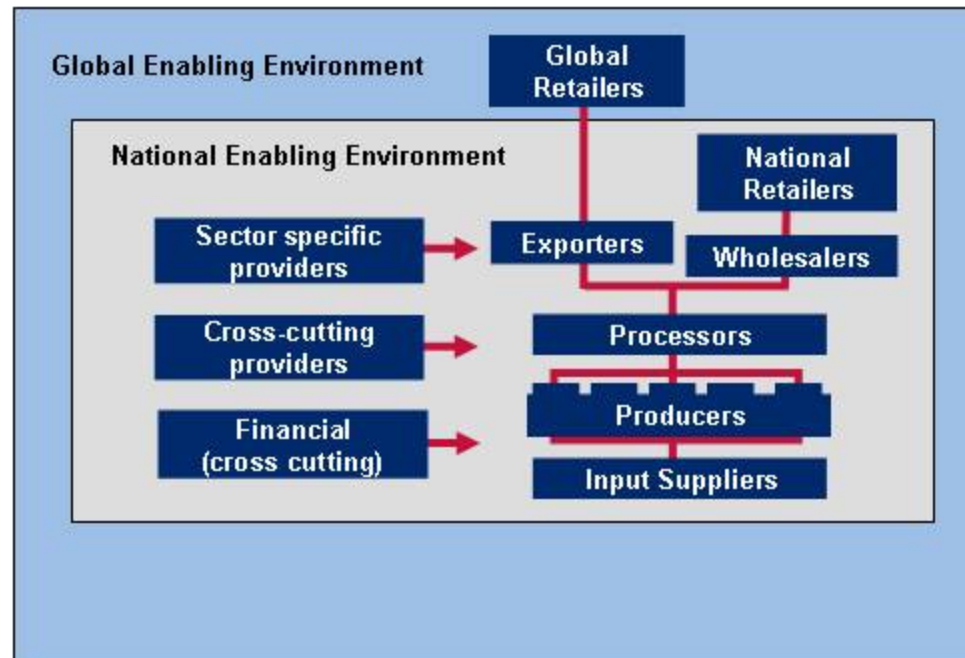 Global Enabling Environment
Global
Retailers
National Enabling Environment
National
Retailers
Sector specific
providers
Exporters
Wholesalers
Cross-cutting
providers
Processors
Producers
Financial
(cross cutting)
Input Suppliers